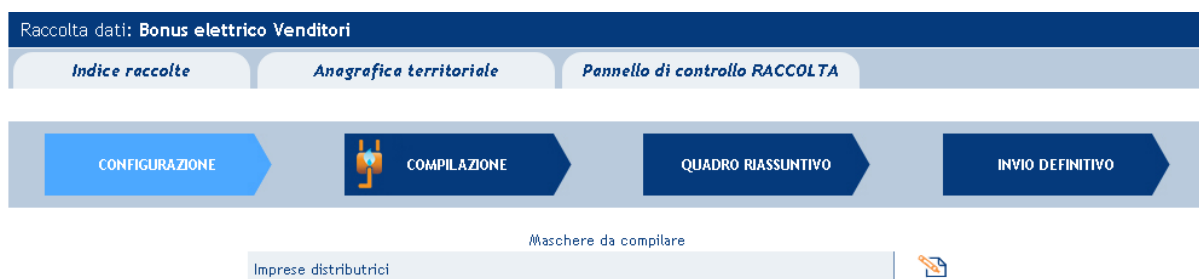 Raccolta dati: Bonus elettrico Venditori
Indice raccolte Anagrafica territoriale Pannello di controllo RACCOLTA
CONFIGURAZIONE COMPILAZIONE QUADRO RIASSUNTIVO INVIO DEFINITIVO
Maschere da compilare
Imprese distributrici